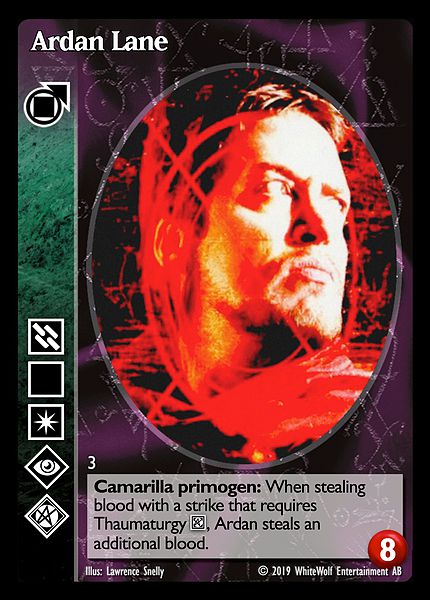 Ardan Lane
3
Camarilla primogen: When stealing
blood with a strike that requires
Thaumaturgy , Ardan steals an
additional blood.
8
Illus: Lawrence Snelly © 2019 WhiteWolf Entertainment AB